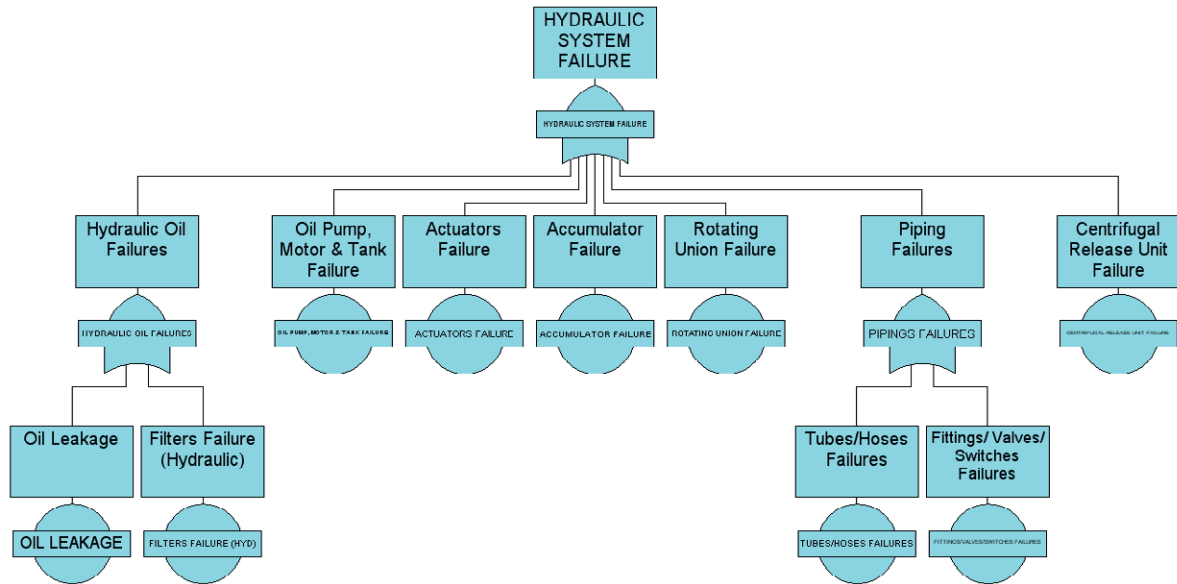 HYDRAULIC
SYSTEM
FAILURE
HYDRAULIC SYSTEM FAILURE
Hydraulic Oil
Failures
Oil Pump,
Motor & Tank
Failure
Actuators
Failure
Accumulator
Failure
Rotating
Union Failure
Piping
Failures
Centrifugal
Release Unit
Failure
HYDRAULIC OIL FAILURES
OIL PUMP, MOTOR & TANK FAILURE
ACTUATORS FAILURE
ACCUMULATOR FAILURE
ROTATING UNION FAILURE
PIPINGS FAILURES
CENTRIFUGAL RELEASE UNIT FAILURE
Oil Leakage
Filters Failure
(Hydraulic)
Tubes/Hoses
Failures
Fittings/ Valves/
Switches
Failures
OIL LEAKAGE
FILTERS FAILURE (HYD)
TUBES/HOSES FAILURES
FITTINGS/VALVES/SWITCHES FAILURES